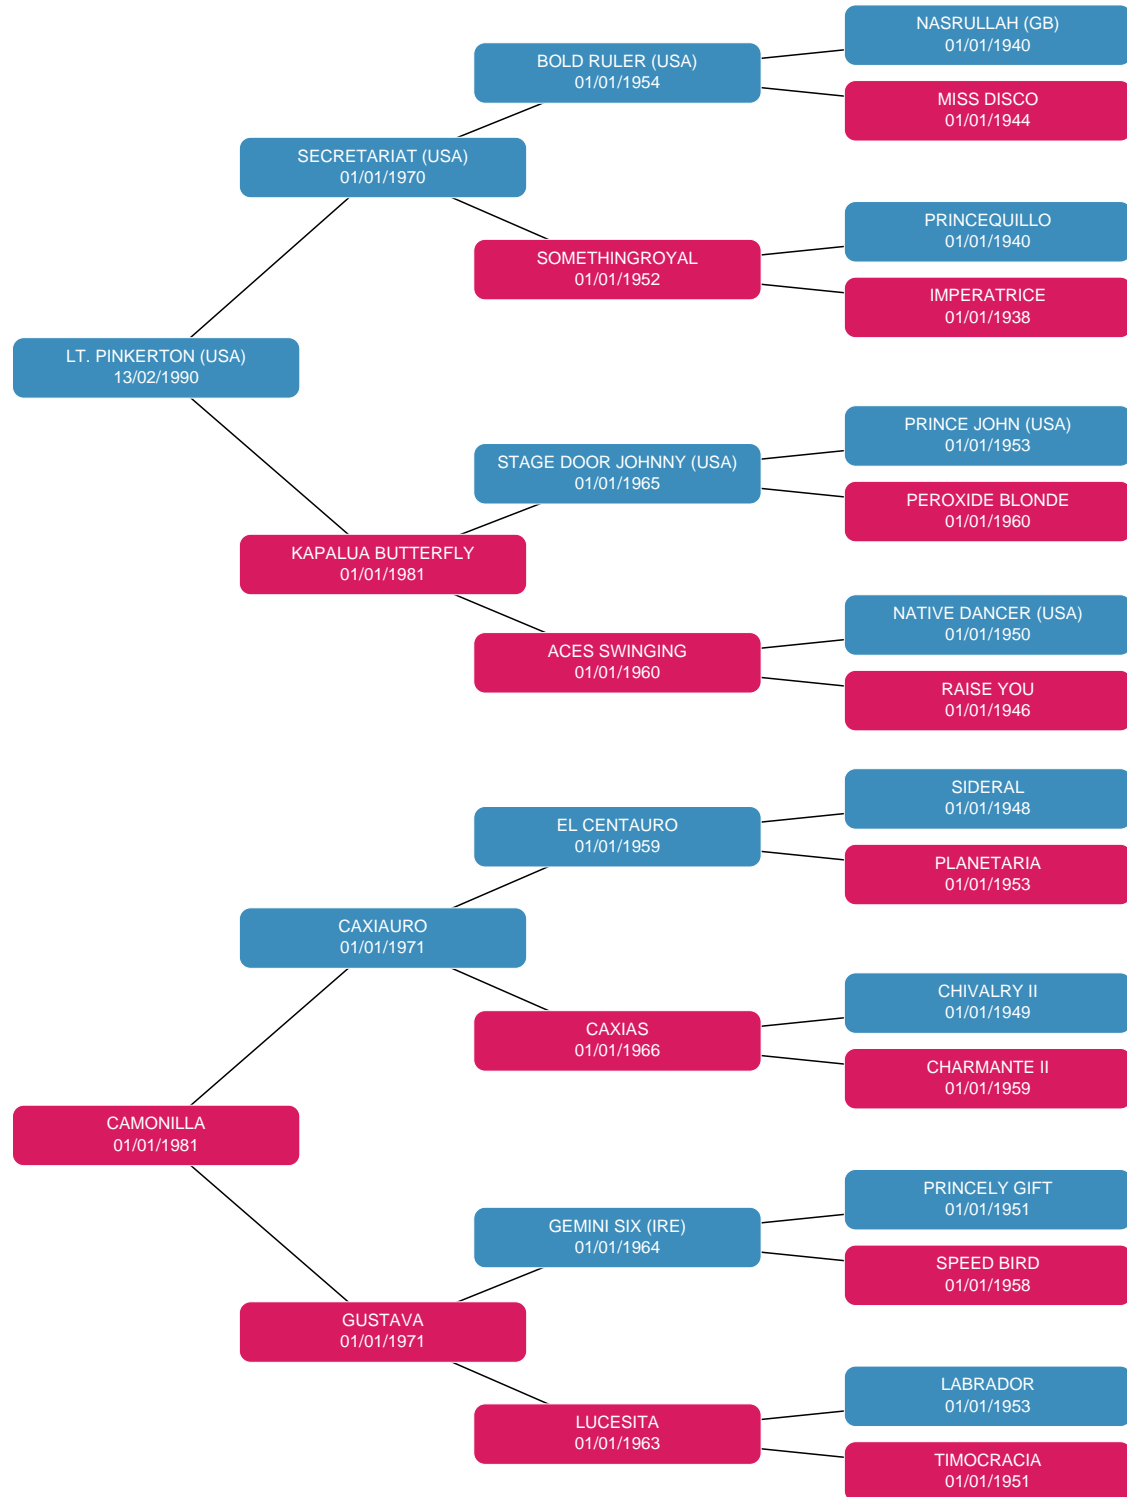 NASRULLAH (GB)
01/01/1940
BOLD RULER (USA)
01/01/1954
MISS DISCO
01/01/1944
SECRETARIAT (USA)
01/01/1970
PRINCEQUILLO
01/01/1940
SOMETHINGROYAL
01/01/1952
IMPERATRICE
01/01/1938
LT. PINKERTON (USA)
13/02/1990
PRINCE JOHN (USA)
01/01/1953
STAGE DOOR JOHNNY (USA)
01/01/1965
PEROXIDE BLONDE
01/01/1960
KAPALUA BUTTERFLY
01/01/1981
NATIVE DANCER (USA)
01/01/1950
ACES SWINGING
01/01/1960
RAISE YOU
01/01/1946
SIDERAL
01/01/1948
EL CENTAURO
01/01/1959
PLANETARIA
01/01/1953
CAXIAURO
01/01/1971
CHIVALRY II
01/01/1949
CAXIAS
01/01/1966
CHARMANTE II
01/01/1959
CAMONILLA
01/01/1981
PRINCELY GIFT
01/01/1951
GEMINI SIX (IRE)
01/01/1964
SPEED BIRD
01/01/1958
GUSTAVA
01/01/1971
LABRADOR
01/01/1953
LUCESITA
01/01/1963
TIMOCRACIA
01/01/1951